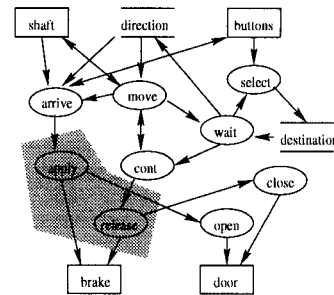 shaft direction buttons
select
move
arrive
wait
destination
apply cont
close
release open
brake door